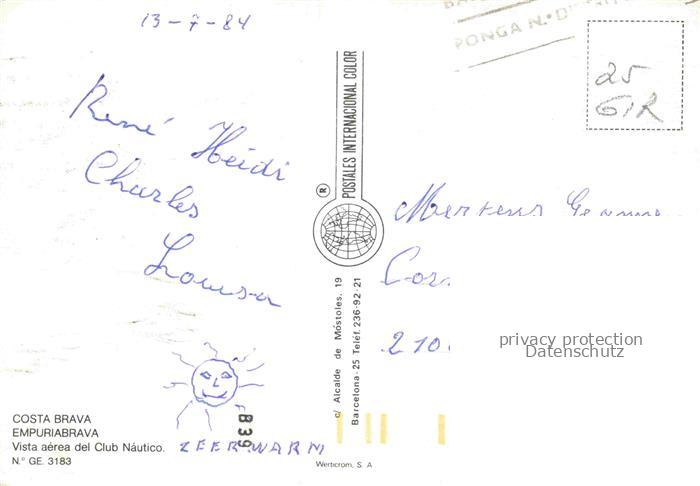 13-7-84
PONGA N.º D
25
GIR
René Heidi
Charles
Louisa
POSTALES INTERNACIONAL COLOR
R
c/ Alcalde de Móstoles, 19
Barcelona-25 Teléf. 236-92-21
Mertens
Cor
210
privacy protection
Datenschutz
COSTA BRAVA
EMPURIABRAVA
Vista aérea del Club Náutico.
N.º GE. 3183
B 39
ZEER WARM
Werticrom, S. A